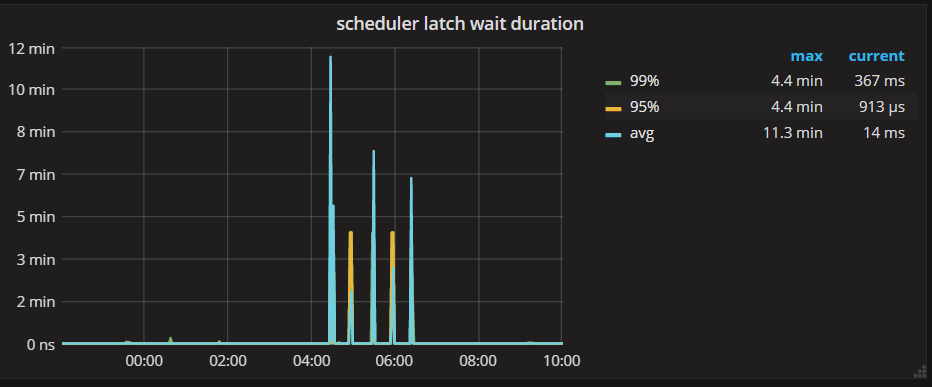 scheduler latch wait duration
12 min
10 min
8 min
7 min
5 min
3 min
2 min
0 ns
00:00 02:00 04:00 06:00 08:00 10:00
max current
99% 4.4 min 367 ms
95% 4.4 min 913 µs
avg 11.3 min 14 ms